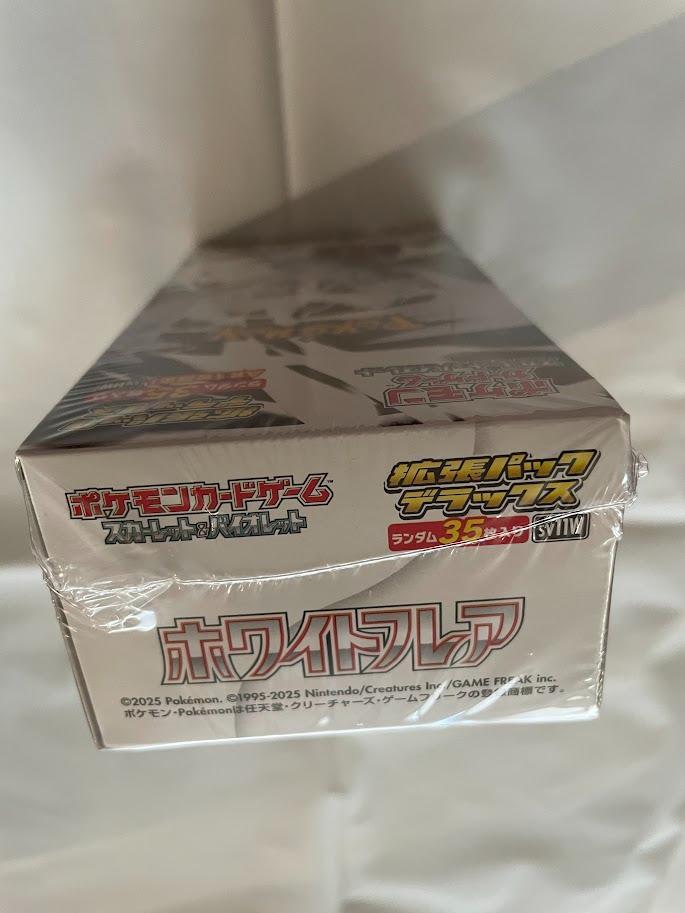 ポケモンカードゲーム™
スカーレット&バイオレット
拡張パック
デラックス
ランダム35枚入り
sv11W
ホワイトフレア
©2025 Pokémon. ©1995-2025 Nintendo/Creatures Inc./GAME FREAK inc.
ポケモン・Pokémonは任天堂・クリーチャーズ・ゲームフリークの登録商標です。